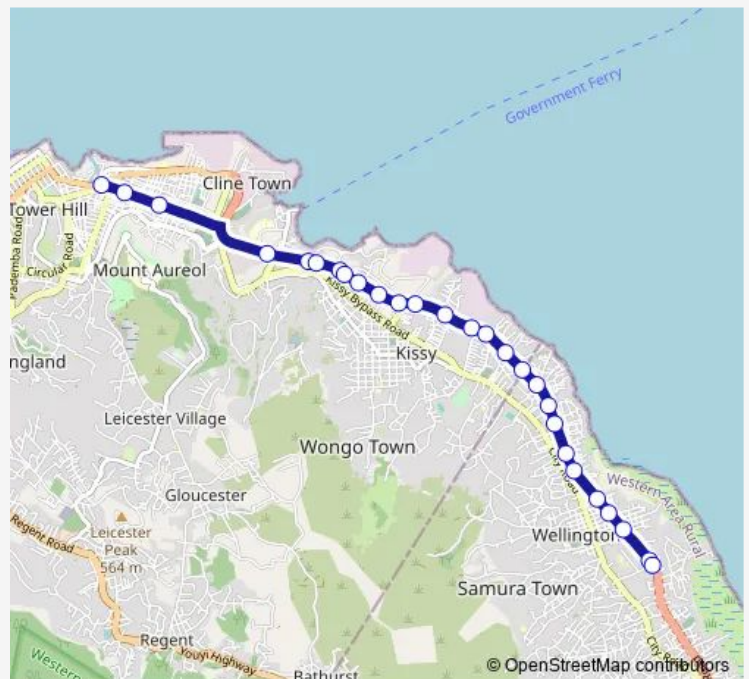 Government Ferry
Cline Town
Tower Hill
Pademba Road
Circular Road
Mount Aureol
Kissy Bypass Road
Kissy
ngland
Leicester Village
Wongo Town
City Road
Gloucester
Western Area Rural
Leicester
Peak
564 m
Regent Road
Wellington
Samura Town
Regent
Youyi Highway
Bathurst
Western
© OpenStreetMap contributors